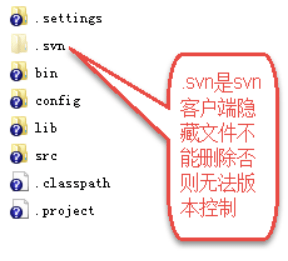 .settings
.svn
bin
config
lib
src
.classpath
.project
.svn是svn
客户端隐
藏文件不
能删除否
则无法版
本控制